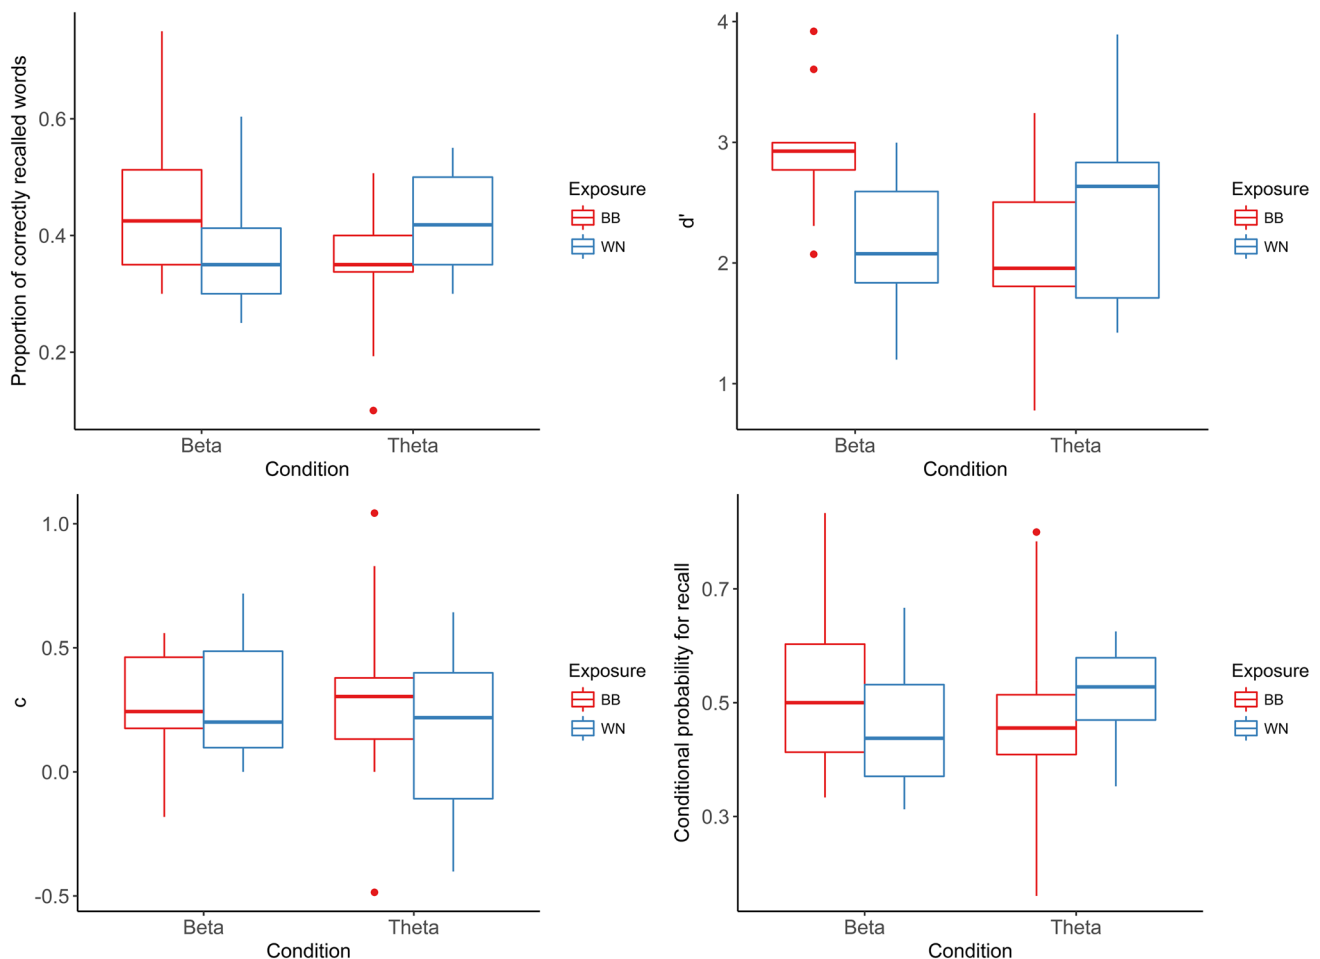 Proportion of correctly recalled words
0.6
0.4
0.2
Beta
Theta
Condition
Exposure
BB
WN
d'
4
3
2
1
Beta
Theta
Condition
Exposure
BB
WN
c
1.0
0.5
0.0
-0.5
Beta
Theta
Condition
Exposure
BB
WN
Conditional probability for recall
0.7
0.5
0.3
Beta
Theta
Condition
Exposure
BB
WN